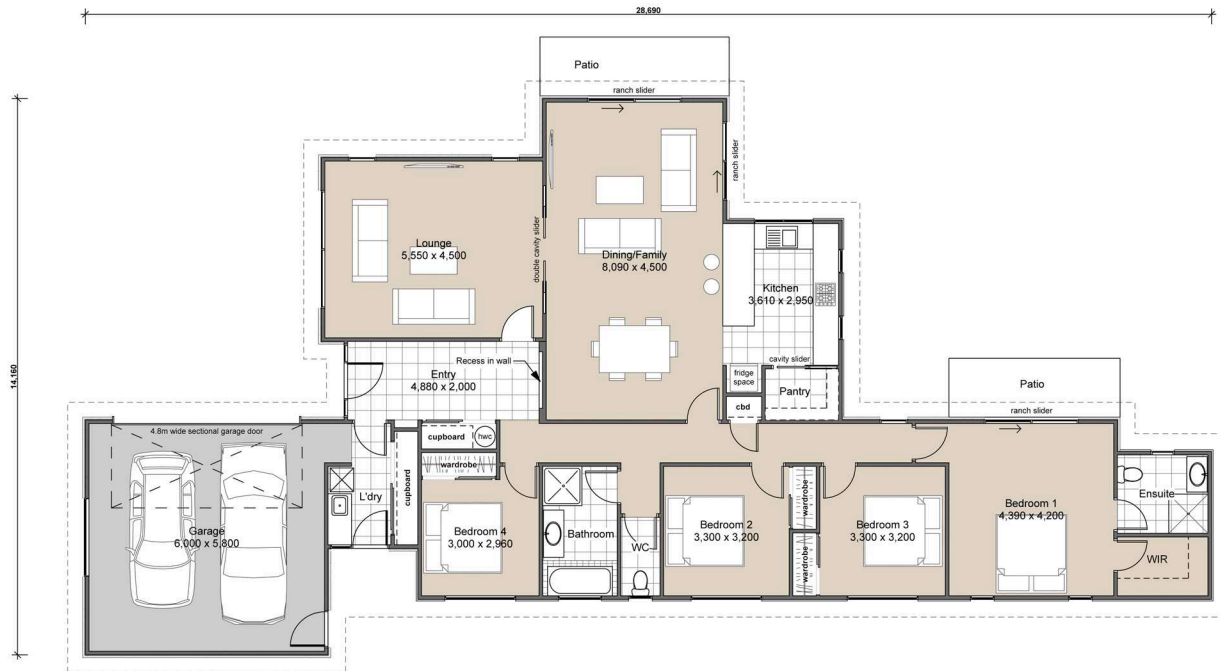 28,690
14,160
Patio
ranch slider
ranch slider
Lounge
5,550 x 4,500
double cavity slider
Dining/Family
8,090 x 4,500
Kitchen
3,610 x 2,950
cavity slider
Recess in wall
Entry
4,880 x 2,000
fridge
space
Pantry
cbd
Patio
ranch slider
4.8m wide sectional garage door
cupboard
hwc
wardrobe
cupboard
L'dry
Garage
6,000 x 5,800
Bedroom 4
3,000 x 2,960
Bathroom
WC
Bedroom 2
3,300 x 3,200
wardrobe
wardrobe
Bedroom 3
3,300 x 3,200
Bedroom 1
4,390 x 4,200
Ensuite
WIR